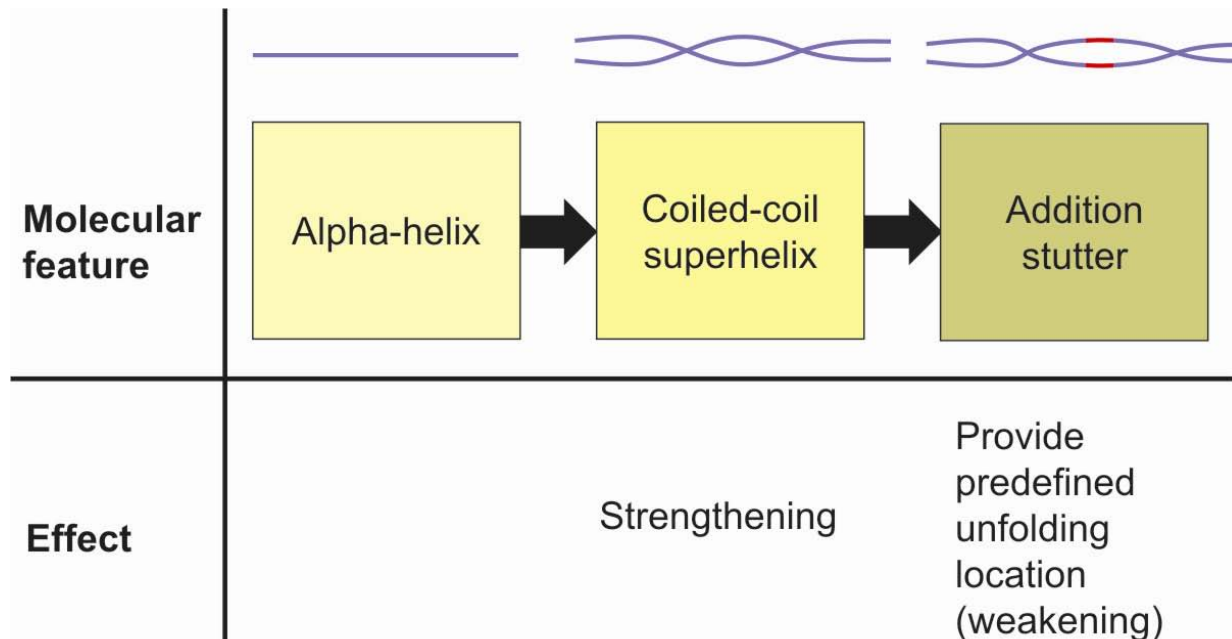 Molecular
feature
Alpha-helix
Coiled-coil
superhelix
Addition
stutter
Effect
Strengthening
Provide
predefined
unfolding
location
(weakening)